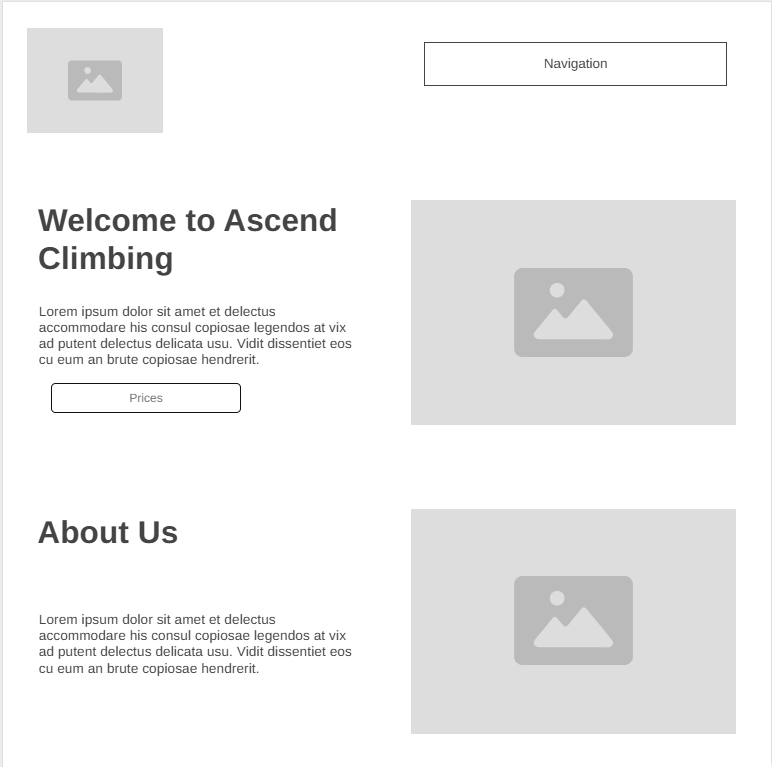 Navigation
Welcome to Ascend
Climbing
Lorem ipsum dolor sit amet et delectus
accommodare his consul copiosae legendos at vix
ad putent delectus delicata usu. Vidit dissentiet eos
cu eum an brute copiosae hendrerit.
Prices
About Us
Lorem ipsum dolor sit amet et delectus
accommodare his consul copiosae legendos at vix
ad putent delectus delicata usu. Vidit dissentiet eos
cu eum an brute copiosae hendrerit.